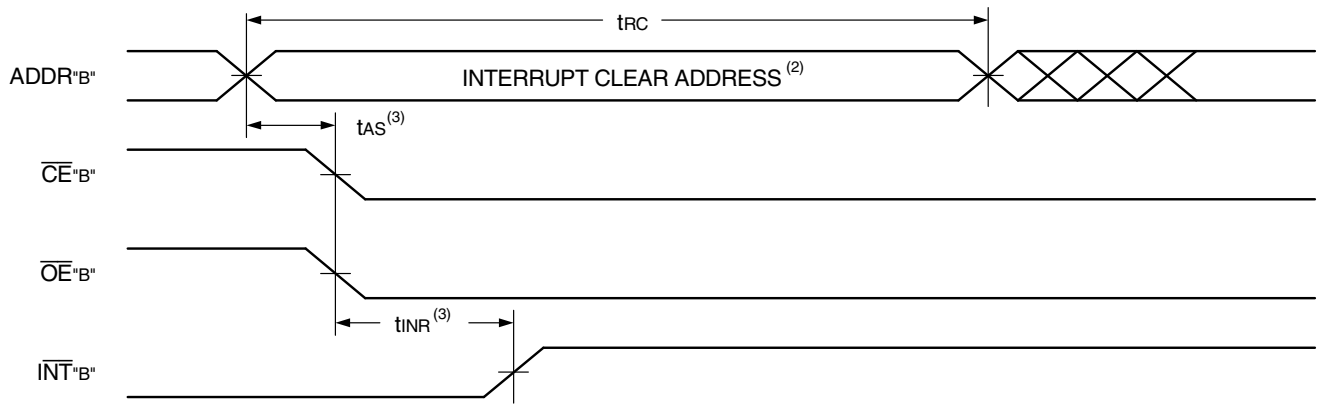 tRC
ADDR"B"
INTERRUPT CLEAR ADDRESS (2)
tAS(3)
CE"B"
OE"B"
tINR(3)
INT"B"